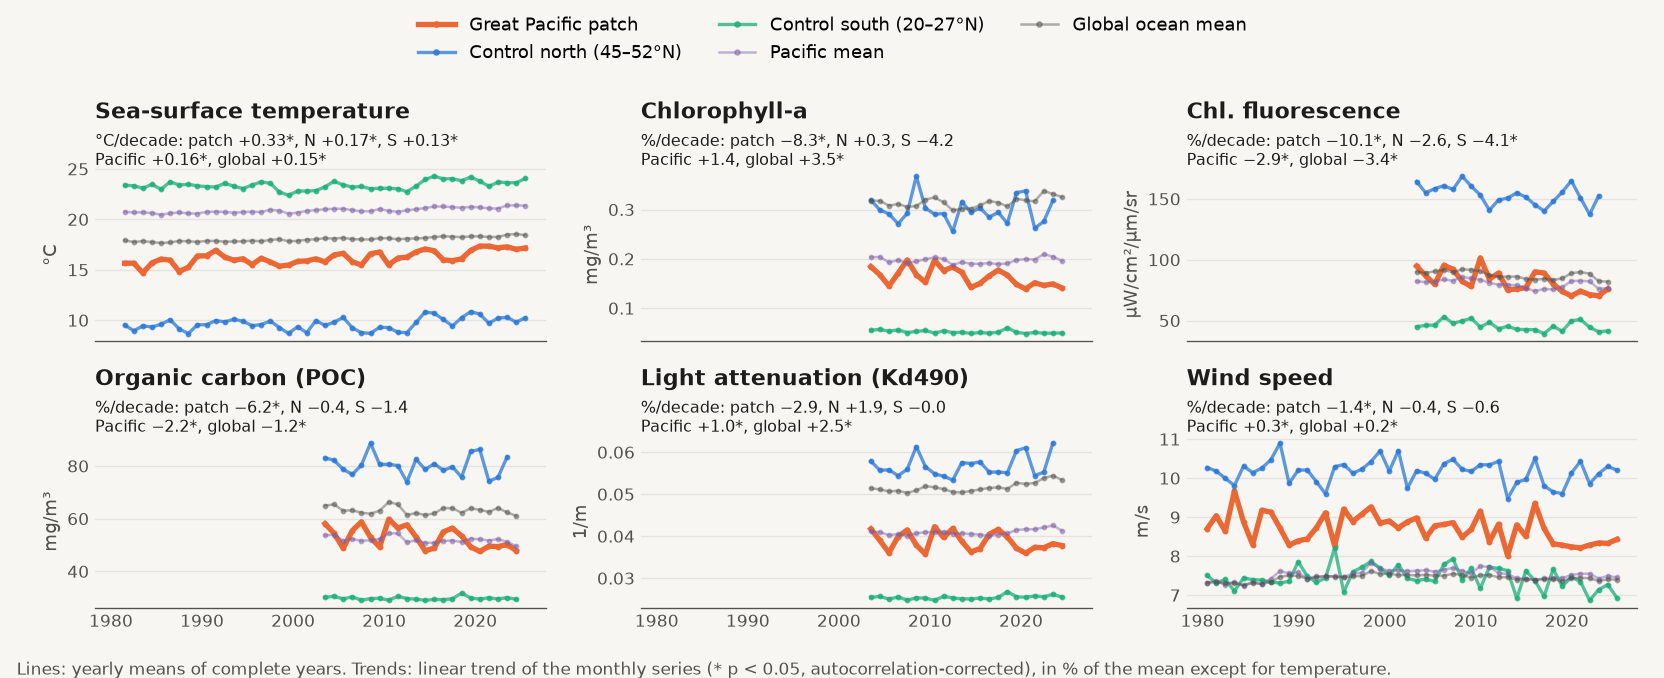 Great Pacific patch
Control north (45–52°N)
Control south (20–27°N)
Pacific mean
Global ocean mean
Sea-surface temperature
°C/decade: patch +0.33*, N +0.17*, S +0.13*
Pacific +0.16*, global +0.15*
25
20
15
10
°C
Chlorophyll-a
%/decade: patch −8.3*, N +0.3, S −4.2
Pacific +1.4, global +3.5*
0.3
0.2
0.1
mg/m³
Chl. fluorescence
%/decade: patch −10.1*, N −2.6, S −4.1*
Pacific −2.9*, global −3.4*
150
100
50
µW/cm²/µm/sr
Organic carbon (POC)
%/decade: patch −6.2*, N −0.4, S −1.4
Pacific −2.2*, global −1.2*
80
60
40
mg/m³
1980 1990 2000 2010 2020
Light attenuation (Kd490)
%/decade: patch −2.9, N +1.9, S −0.0
Pacific +1.0*, global +2.5*
0.06
0.05
0.04
0.03
1/m
1980 1990 2000 2010 2020
Wind speed
%/decade: patch −1.4*, N −0.4, S −0.6
Pacific +0.3*, global +0.2*
11
10
9
8
7
m/s
1980 1990 2000 2010 2020
Lines: yearly means of complete years. Trends: linear trend of the monthly series (* p < 0.05, autocorrelation-corrected), in % of the mean except for temperature.